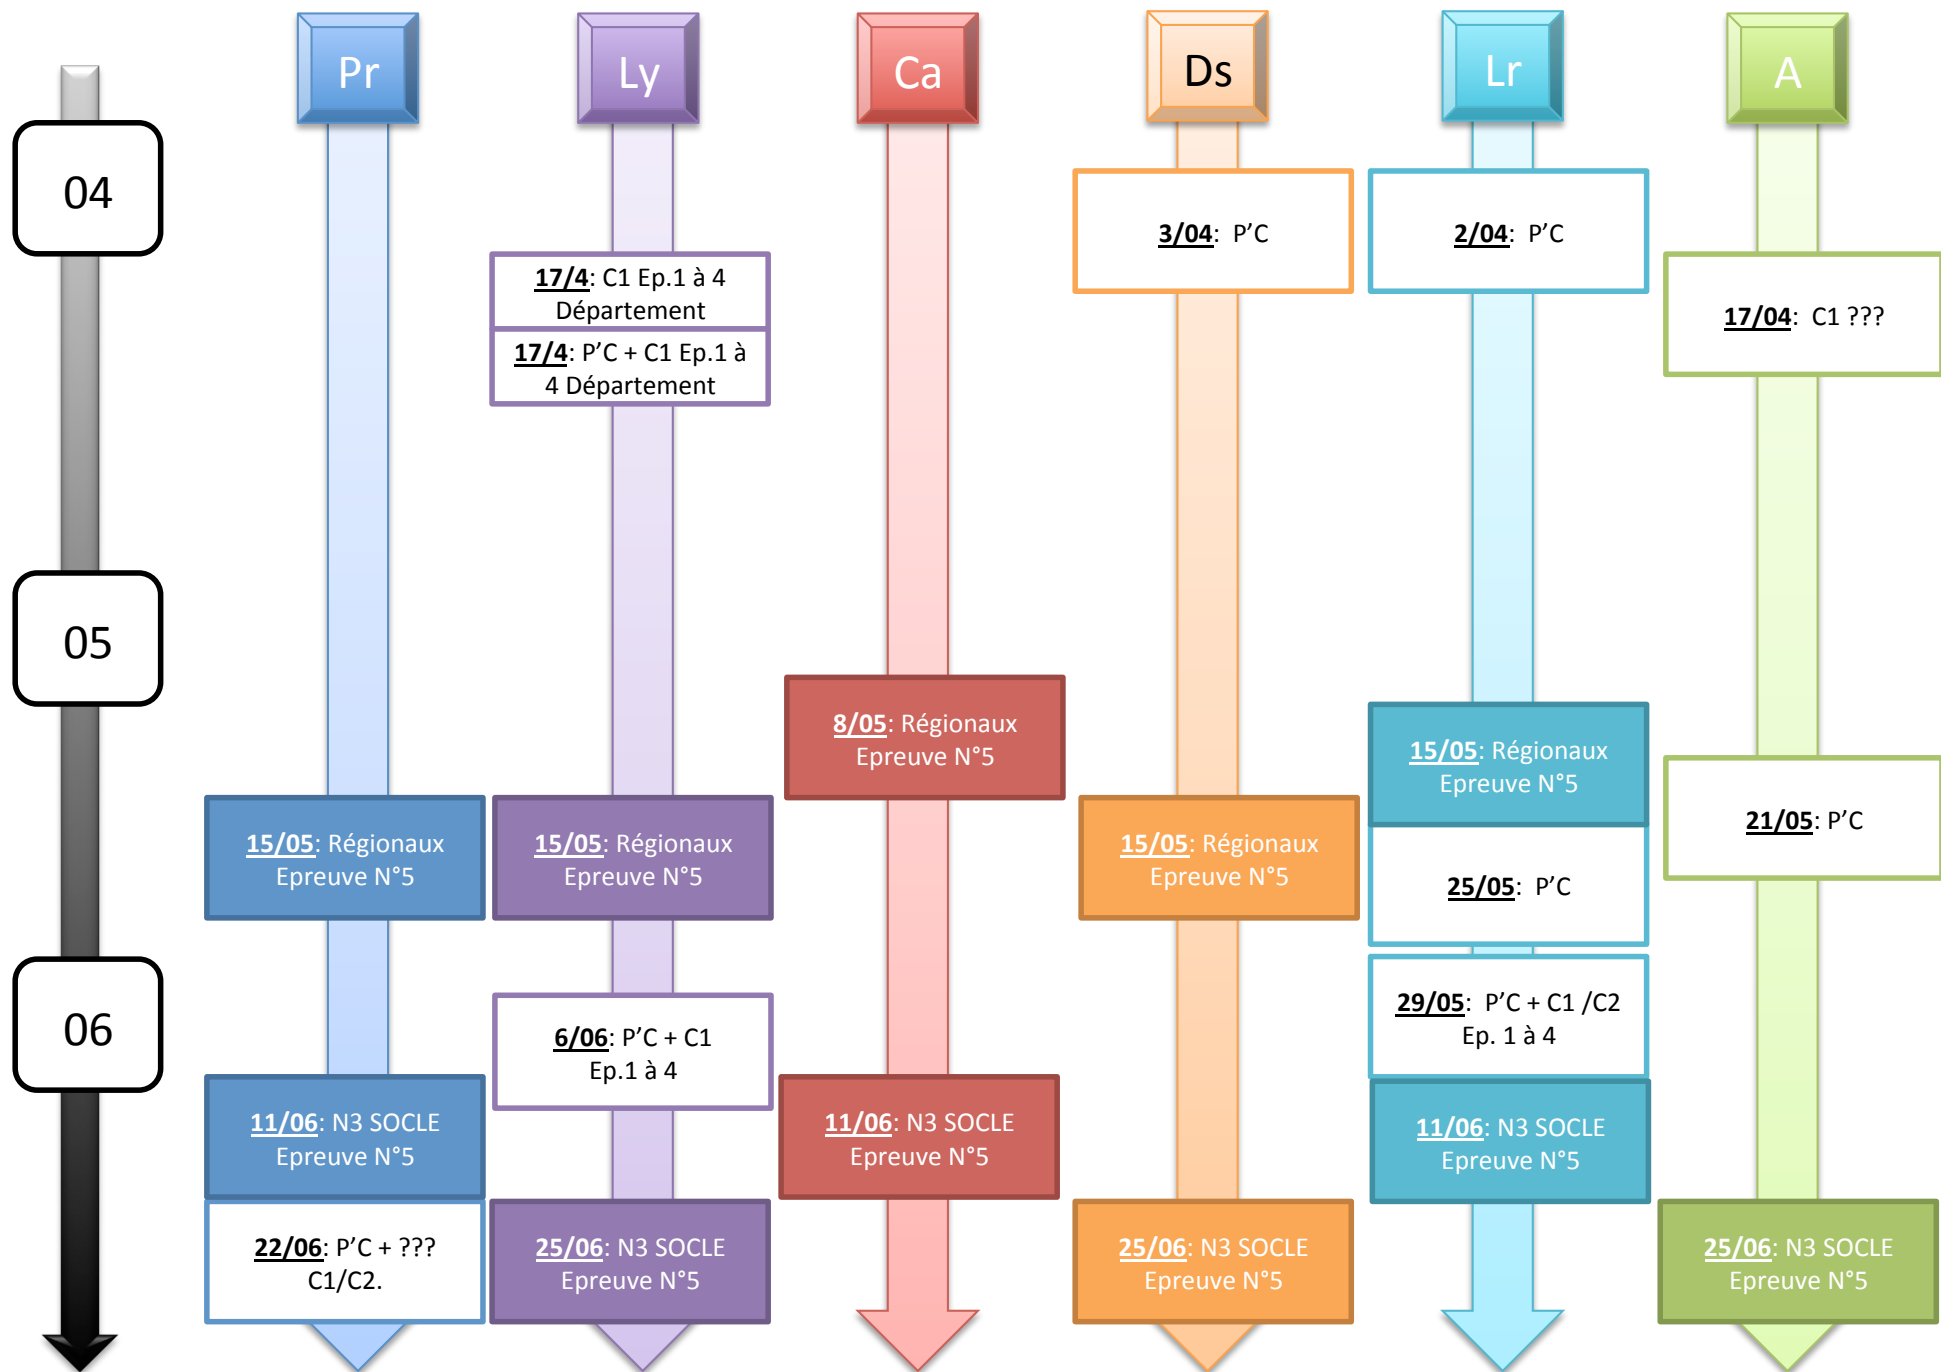 Pr
Ly
Ca
Ds
Lr
A
04
05
06
15/05: Régionaux
Epreuve N°5
11/06: N3 SOCLE
Epreuve N°5
22/06: P'C + ???
C1/C2.
17/4: C1 Ep.1 à 4
Département
17/4: P'C + C1 Ep.1 à
4 Département
15/05: Régionaux
Epreuve N°5
6/06: P'C + C1
Ep.1 à 4
25/06: N3 SOCLE
Epreuve N°5
8/05: Régionaux
Epreuve N°5
11/06: N3 SOCLE
Epreuve N°5
3/04: P'C
15/05: Régionaux
Epreuve N°5
25/06: N3 SOCLE
Epreuve N°5
2/04: P'C
15/05: Régionaux
Epreuve N°5
25/05: P'C
29/05: P'C + C1 /C2
Ep. 1 à 4
11/06: N3 SOCLE
Epreuve N°5
17/04: C1 ???
21/05: P'C
25/06: N3 SOCLE
Epreuve N°5